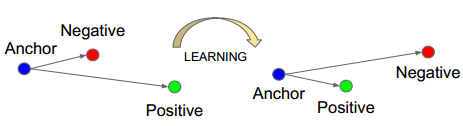 Negative
Anchor
Positive
LEARNING
Negative
Anchor
Positive